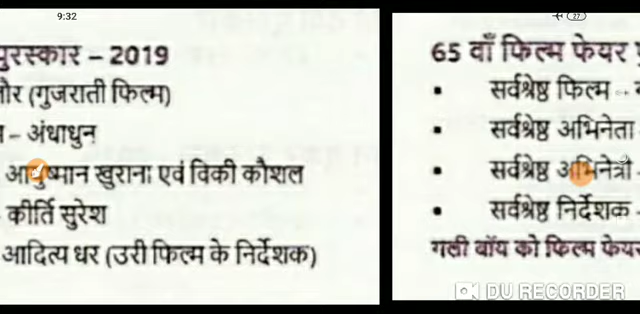 9:32
27
पुरस्कार – 2019
(गुजराती फिल्म)
– अंधाधुन
आयुष्मान खुराना एवं विकी कौशल
कीर्ति सुरेश
आदित्य धर (उरी फिल्म के निर्देशक)
65 वाँ फिल्म फेयर
▪ सर्वश्रेष्ठ फिल्म -
▪ सर्वश्रेष्ठ अभिनेता
▪ सर्वश्रेष्ठ अभिनेत्री -
▪ सर्वश्रेष्ठ निर्देशक -
गली बॉय को फिल्म फेयर
DU RECORDER